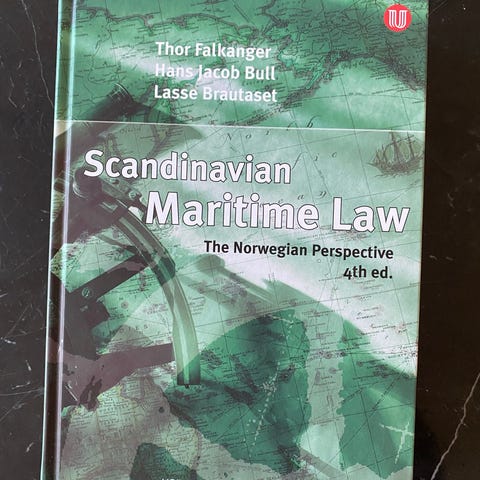 Thor Falkanger
Hans Jacob Bull
Lasse Brautaset
Scandinavian
Maritime Law
The Norwegian Perspective
4th ed.